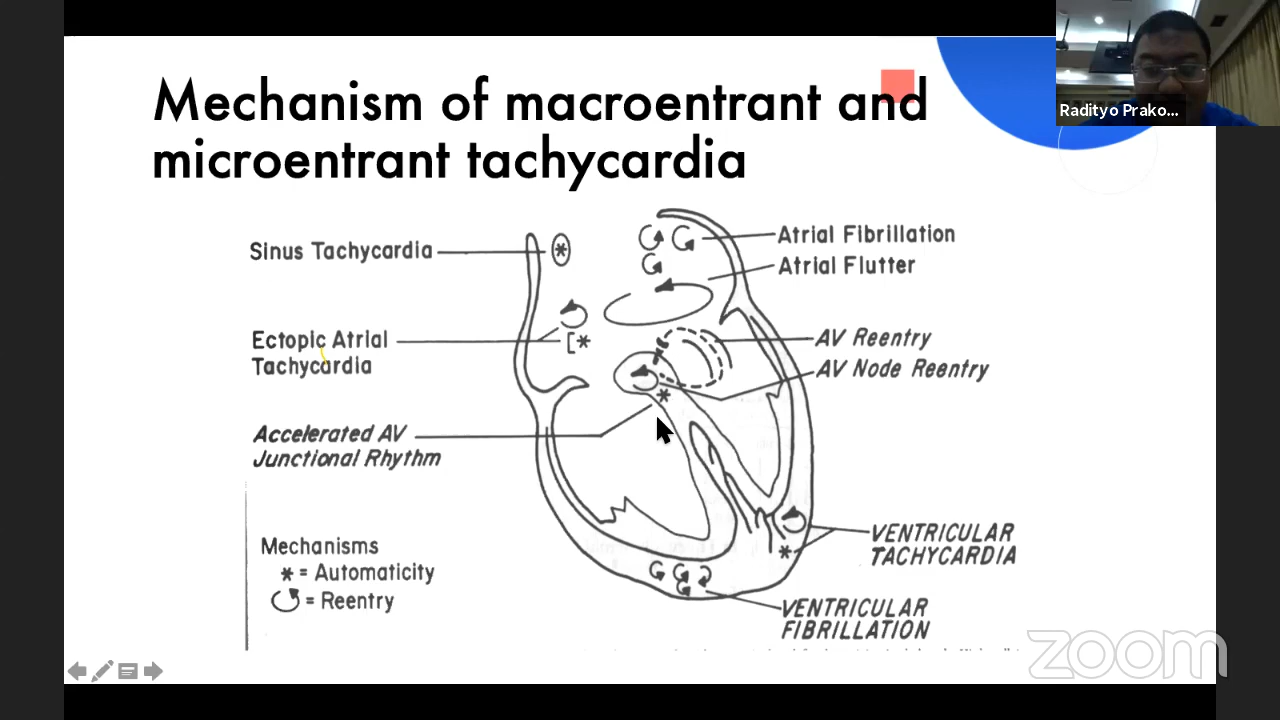 Mechanism of macroentrant and
microentrant tachycardia
Radityo Prako...
Sinus Tachycardia
Atrial Fibrillation
Atrial Flutter
Ectopic Atrial
Tachycardia
AV Reentry
AV Node Reentry
Accelerated AV
Junctional Rhythm
Mechanisms
* = Automaticity
= Reentry
VENTRICULAR
TACHYCARDIA
VENTRICULAR
FIBRILLATION
zoom